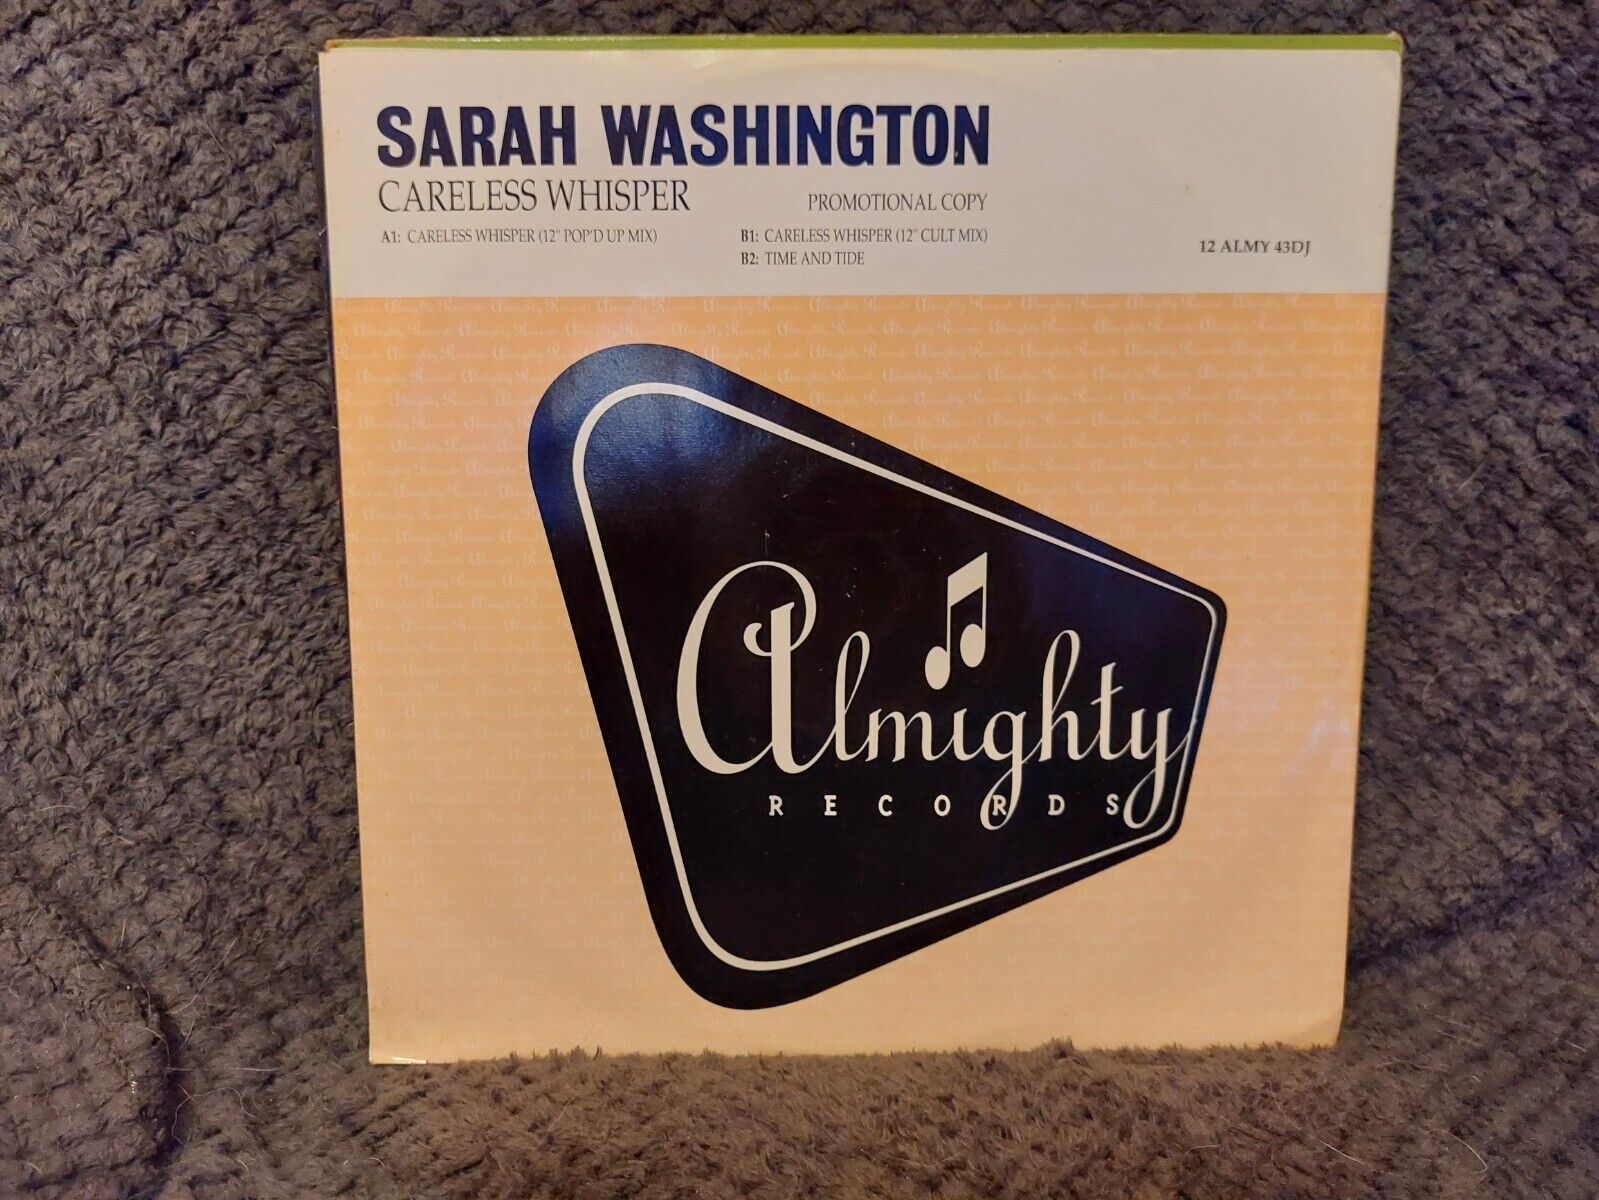 SARAH WASHINGTON
CARELESS WHISPER
PROMOTIONAL COPY
A1: CARELESS WHISPER (12" POP'D UP MIX)
B1: CARELESS WHISPER (12" CULT MIX)
B2: TIME AND TIDE
12 ALMY 43DJ
Almighty
RECORDS